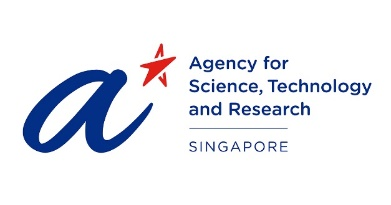 a
Agency for
Science, Technology
and Research
SINGAPORE